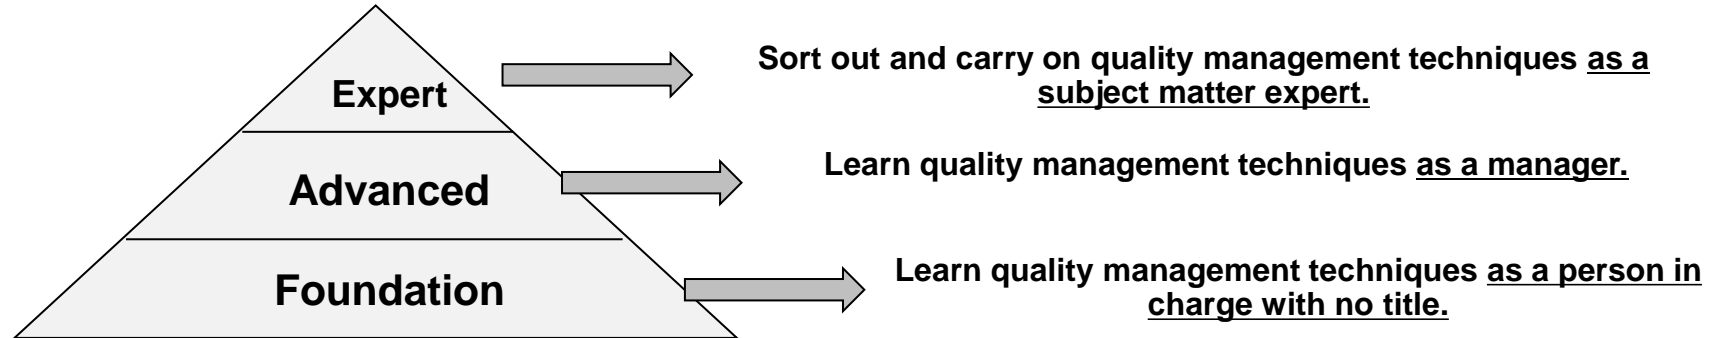 Expert
Sort out and carry on quality management techniques as a
subject matter expert.
Advanced
Learn quality management techniques as a manager.
Foundation
Learn quality management techniques as a person in
charge with no title.